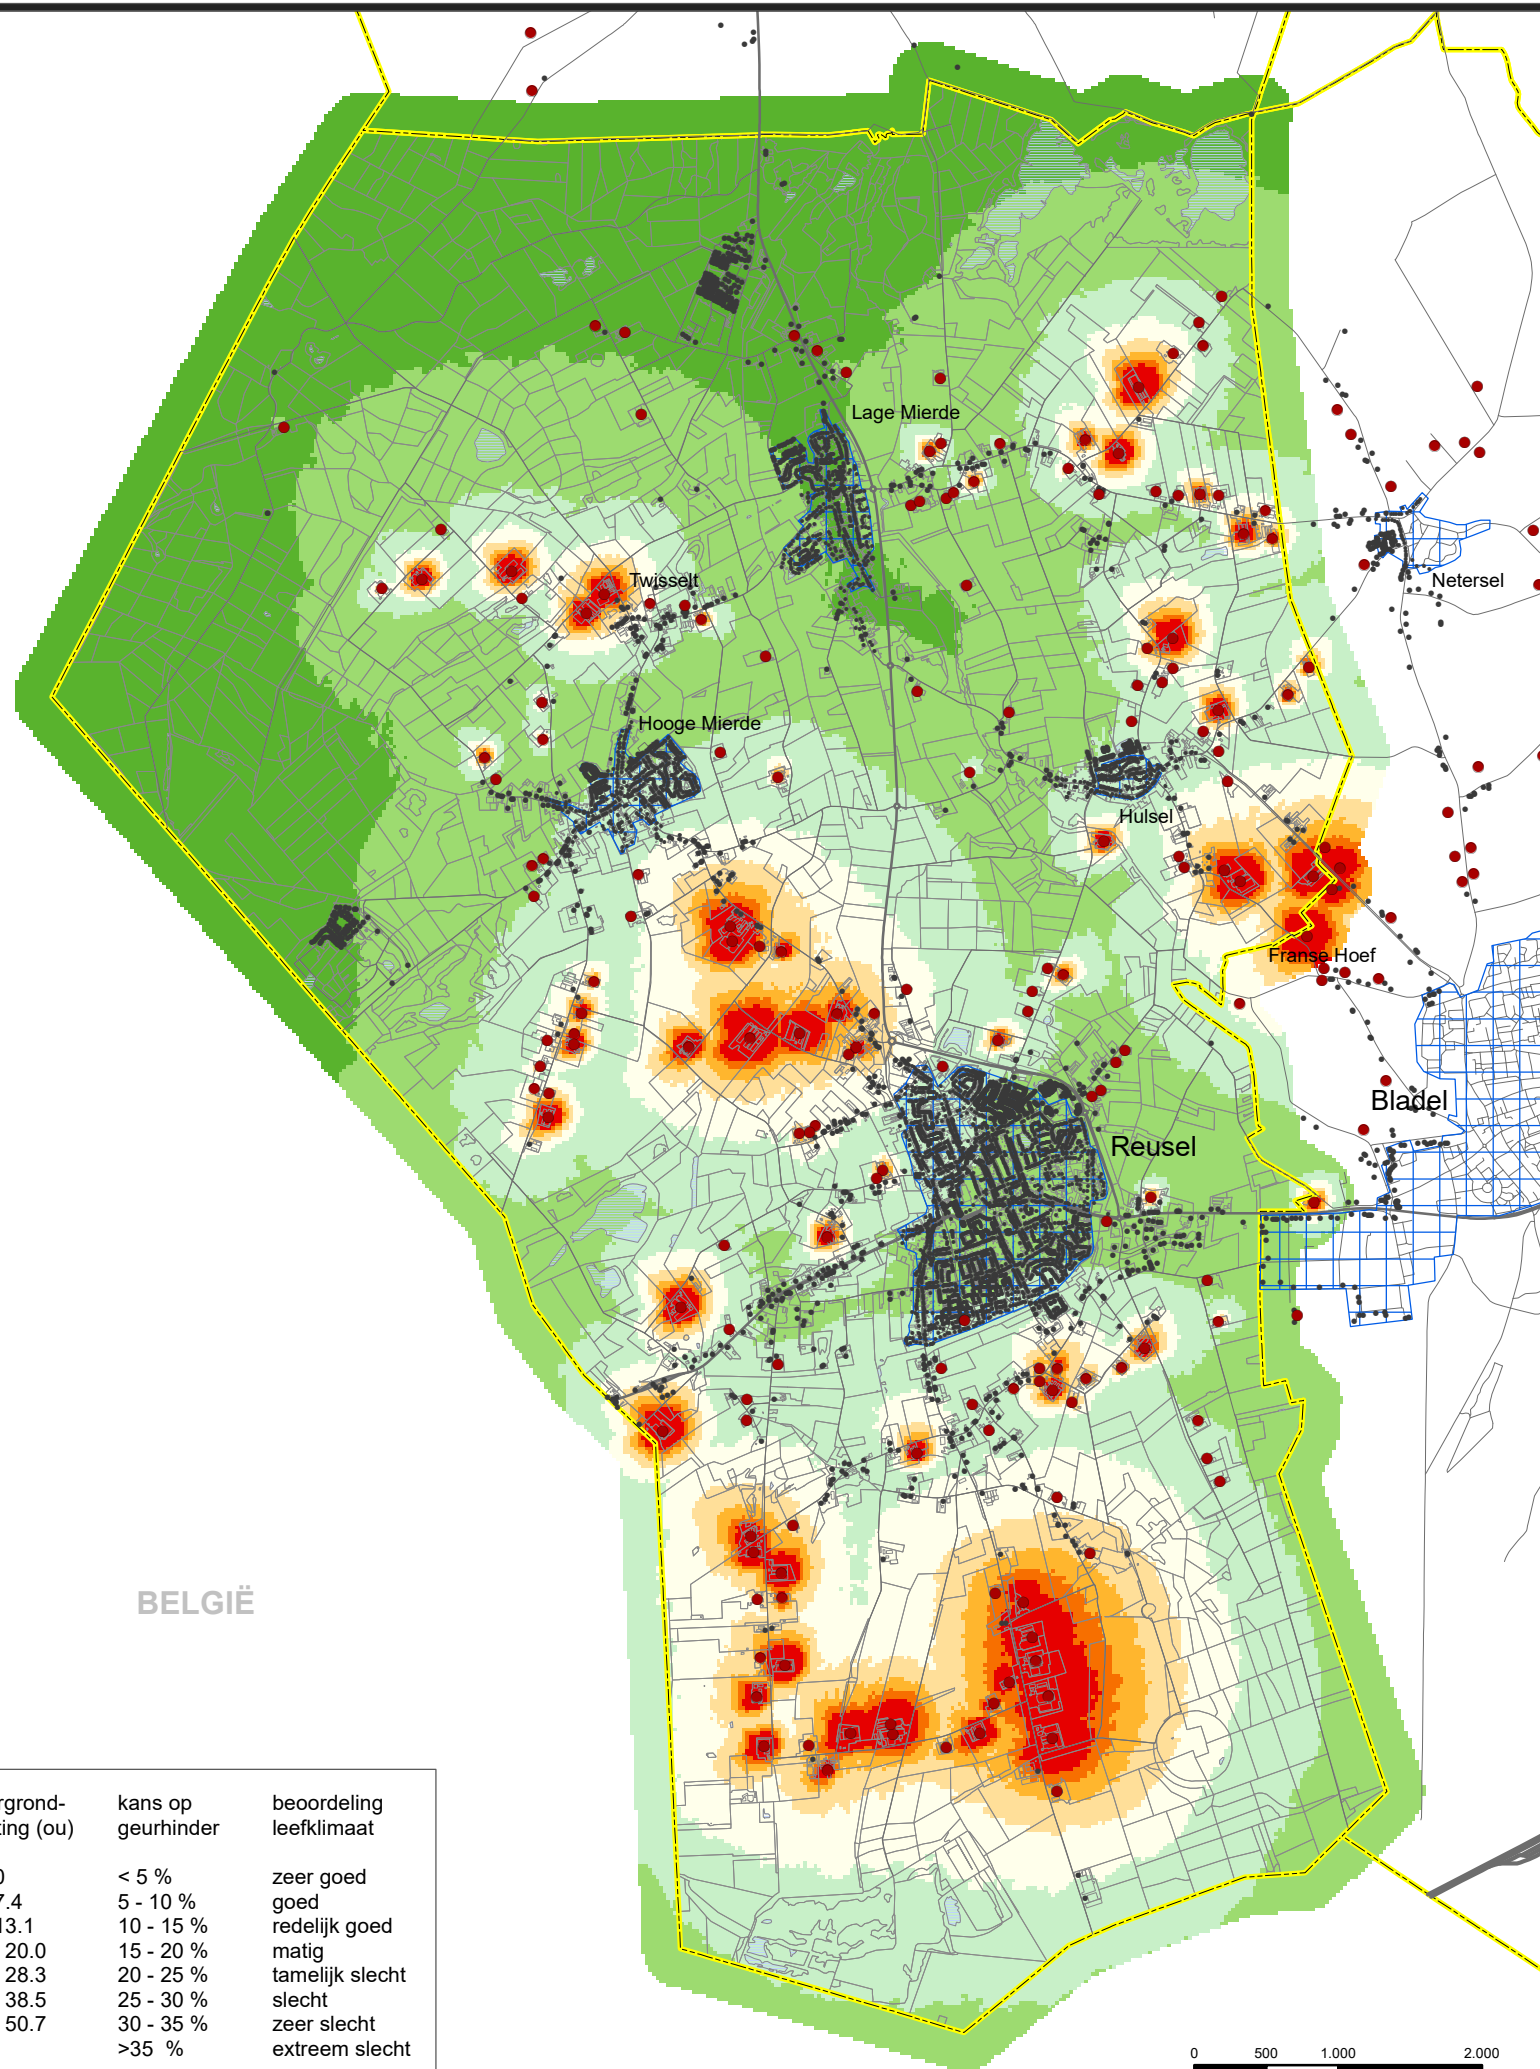 Lage Mierde
Twisselt
Netersel
Hooge Mierde
Hulsel
Franse Hoef
Bladel
Reusel
BELGIË
kans op beoordeling
geurhinder leefklimaat
(ou)
< 5 % zeer goed
7.4 5 - 10 % goed
13.1 10 - 15 % redelijk goed
20.0 15 - 20 % matig
28.3 20 - 25 % tamelijk slecht
38.5 25 - 30 % slecht
50.7 30 - 35 % zeer slecht
>35 % extreem slecht
0 500 1.000 2.000